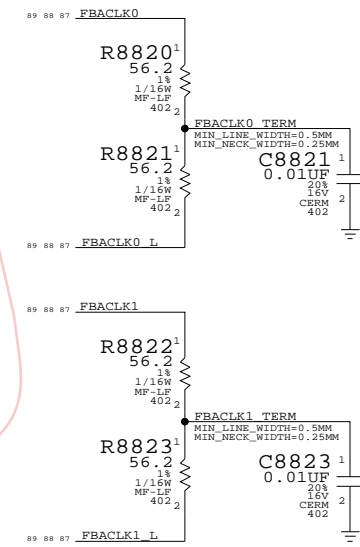 89 88 87 FBACLK0
R8820 1
56.2
1%
1/16W
MF-LF
402 2
FBACLK0_TERM
MIN_LINE_WIDTH=0.5MM
MIN_NECK_WIDTH=0.25MM
R8821 1
56.2
1%
1/16W
MF-LF
402 2
C8821 1
0.01UF
20%
16V 2
CERM
402
89 88 87 FBACLK0_L
89 88 87 FBACLK1
R8822 1
56.2
1%
1/16W
MF-LF
402 2
FBACLK1_TERM
MIN_LINE_WIDTH=0.5MM
MIN_NECK_WIDTH=0.25MM
R8823 1
56.2
1%
1/16W
MF-LF
402 2
C8823 1
0.01UF
20%
16V 2
CERM
402
89 88 87 FBACLK1_L